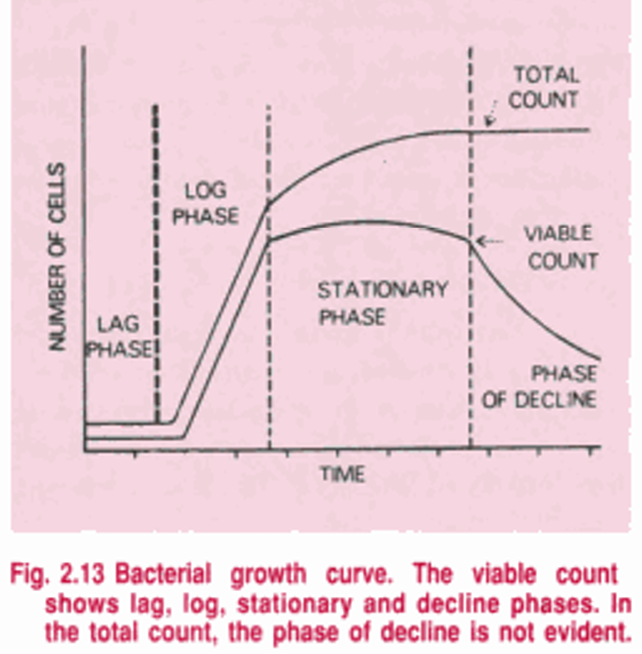 TOTAL
COUNT
LOG
PHASE
NUMBER OF CELLS
VIABLE
COUNT
STATIONARY
PHASE
LAG
PHASE
PHASE
OF DECLINE
TIME
Fig. 2.13 Bacterial growth curve. The viable count
shows lag, log, stationary and decline phases. In
the total count, the phase of decline is not evident.